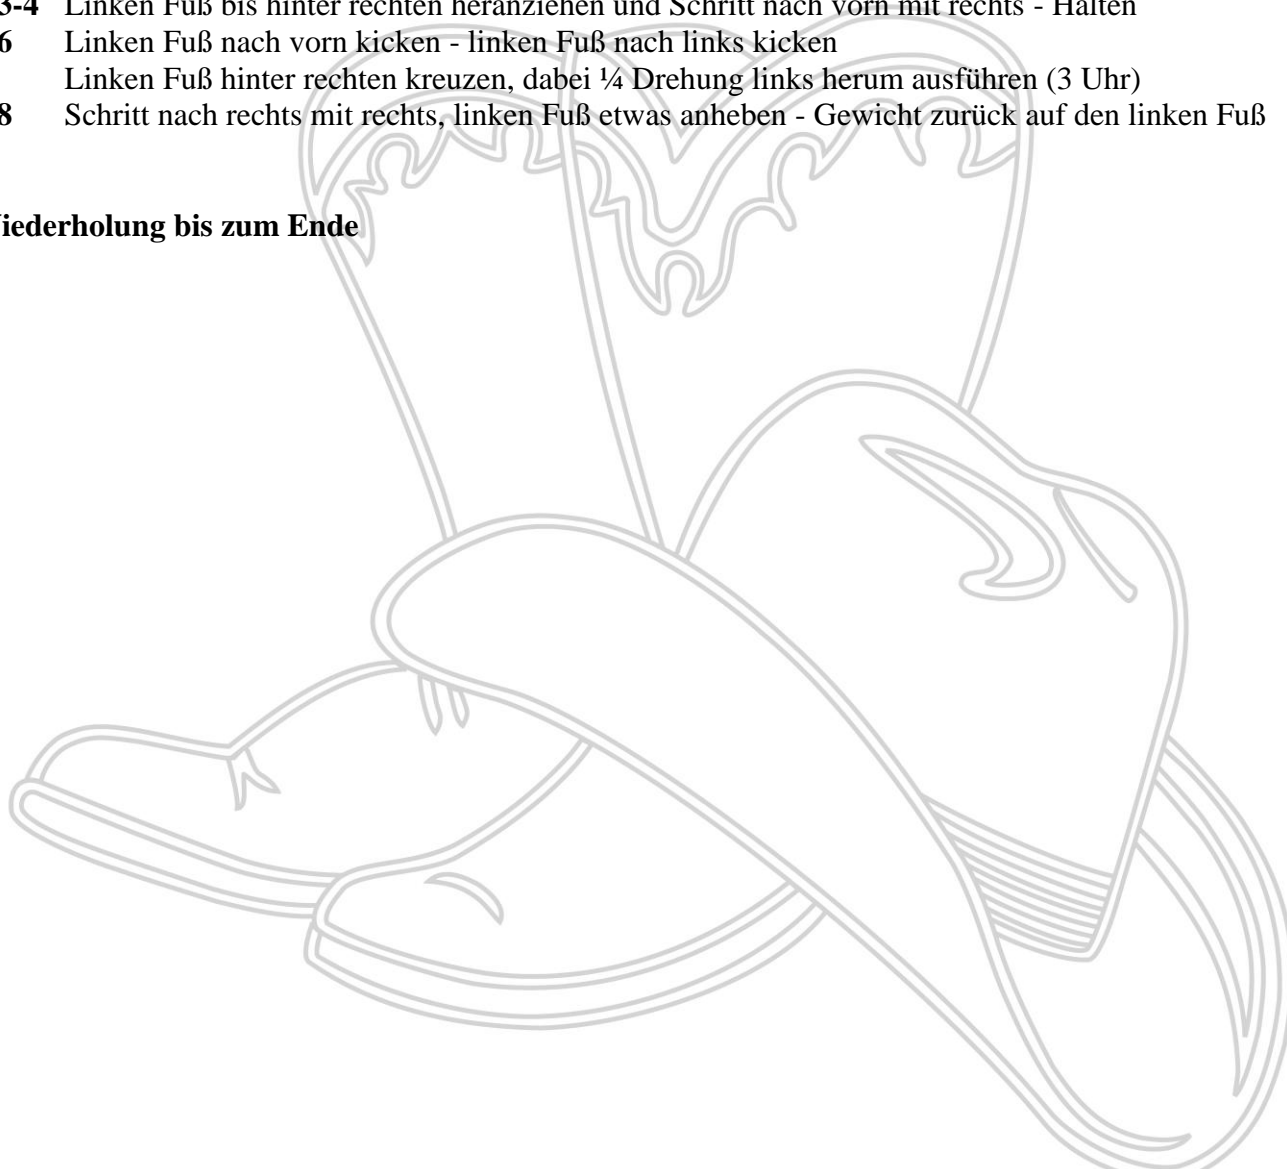 3-4 Linken Fuß bis hinter rechten heranziehen und Schritt nach vorn mit rechts - Halten
6 Linken Fuß nach vorn kicken - linken Fuß nach links kicken
Linken Fuß hinter rechten kreuzen, dabei ¼ Drehung links herum ausführen (3 Uhr)
8 Schritt nach rechts mit rechts, linken Fuß etwas anheben - Gewicht zurück auf den linken Fuß
iederholung bis zum Ende